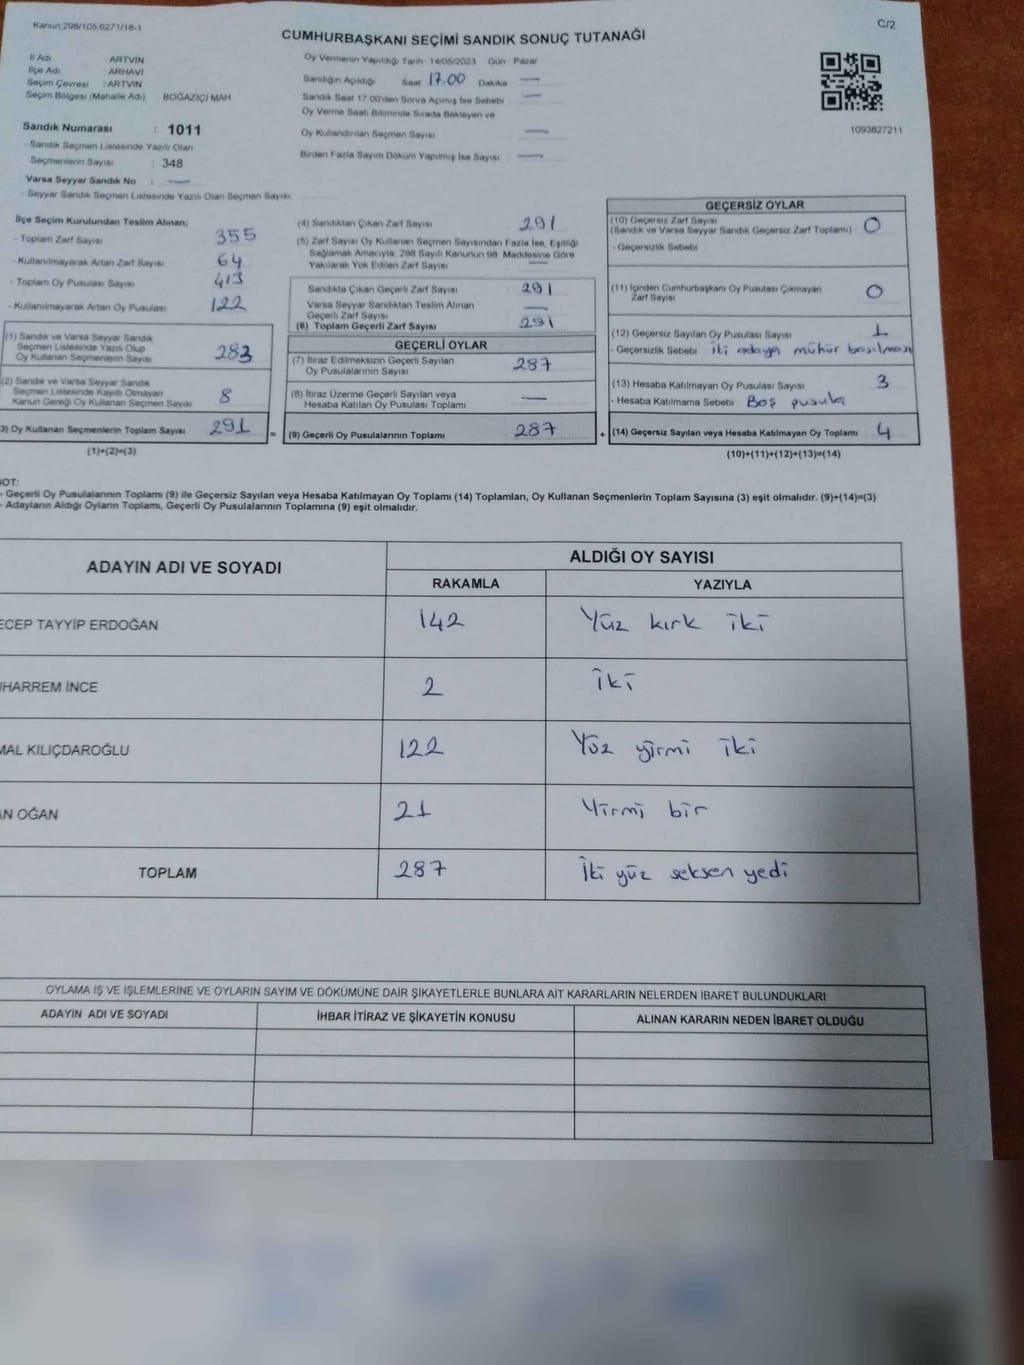 Kanun:298/105.6271/18-1
C/2
CUMHURBAŞKANI SEÇİMİ SANDIK SONUÇ TUTANAĞI
İl Adı : ARTVİN
İlçe Adı : ARHAVİ
Seçim Çevresi : ARTVİN
Seçim Bölgesi (Mahalle Adı) BOĞAZİÇİ MAH
Sandık Numarası : 1011
Sandık Seçmen Listesinde Yazılı Olan
Seçmenlerin Sayısı : 348
Varsa Seyyar Sandık No : —
- Seyyar Sandık Seçmen Listesinde Yazılı Olan Seçmen Sayısı
Oy Vermenin Yapıldığı Tarih 14/05/2023 Gün Pazar
Sandığın Açıldığı Saat 17.00 Dakika —
Sandık Saat 17:00'den Sonra Açılmış İse Sebebi —
Oy Verme Saati Bitiminde Sırada Bekleyen ve
Oy Kullandırılan Seçmen Sayısı —
Birden Fazla Sayım Döküm Yapılmış İse Sayısı —
1093827211
İlçe Seçim Kurulundan Teslim Alınan;
- Toplam Zarf Sayısı 355
- Kullanılmayarak Artan Zarf Sayısı 64
- Toplam Oy Pusulası Sayısı 413
- Kullanılmayarak Artan Oy Pusulası 122
(1) Sandık ve Varsa Seyyar Sandık
Seçmen Listesinde Yazılı Olup
Oy Kullanan Seçmenlerin Sayısı 283
(2) Sandık ve Varsa Seyyar Sandık
Seçmen Listesinde Kayıtlı Olmayan
Kanun Gereği Oy Kullanan Seçmen Sayısı 8
3) Oy Kullanan Seçmenlerin Toplam Sayısı 291 =
(1)+(2)=(3)
(4) Sandıktan Çıkan Zarf Sayısı 291
(5) Zarf Sayısı Oy Kullanan Seçmen Sayısından Fazla İse, Eşitliği
Sağlamak Amacıyla, 298 Sayılı Kanunun 98. Maddesine Göre
Yakılarak Yok Edilen Zarf Sayısı —
Sandıkta Çıkan Geçerli Zarf Sayısı 291
Varsa Seyyar Sandıktan Teslim Alınan
Geçerli Zarf Sayısı —
(6) Toplam Geçerli Zarf Sayısı 291
GEÇERLİ OYLAR
(7) İtiraz Edilmeksizin Geçerli Sayılan
Oy Pusulalarının Sayısı 287
(8) İtiraz Üzerine Geçerli Sayılan veya
Hesaba Katılan Oy Pusulası Toplamı —
(9) Geçerli Oy Pusulalarının Toplamı 287 +
GEÇERSİZ OYLAR
(10) Geçersiz Zarf Sayısı
(Sandık ve Varsa Seyyar Sandık Geçersiz Zarf Toplamı) 0
- Geçersizlik Sebebi
(11) İçinden Cumhurbaşkanı Oy Pusulası Çıkmayan
Zarf Sayısı 0
(12) Geçersiz Sayılan Oy Pusulası Sayısı 1
- Geçersizlik Sebebi İki adaya mühür basılması
(13) Hesaba Katılmayan Oy Pusulası Sayısı 3
- Hesaba Katılmama Sebebi Boş pusula
(14) Geçersiz Sayılan veya Hesaba Katılmayan Oy Toplamı 4
(10)+(11)+(12)+(13)=(14)
NOT:
- Geçerli Oy Pusulalarının Toplamı (9) ile Geçersiz Sayılan veya Hesaba Katılmayan Oy Toplamı (14) Toplamları, Oy Kullanan Seçmenlerin Toplam Sayısına (3) eşit olmalıdır. (9)+(14)=(3)
- Adayların Aldığı Oyların Toplamı, Geçerli Oy Pusulalarının Toplamına (9) eşit olmalıdır.
ADAYIN ADI VE SOYADI
ALDIĞI OY SAYISI
RAKAMLA YAZIYLA
ECEP TAYYİP ERDOĞAN 142 Yüz kırk iki
HARREM İNCE 2 İki
MAL KILIÇDAROĞLU 122 Yüz yirmi iki
AN OĞAN 21 Yirmi bir
TOPLAM 287 İki yüz seksen yedi
OYLAMA İŞ VE İŞLEMLERİNE VE OYLARIN SAYIM VE DÖKÜMÜNE DAİR ŞİKAYETLERLE BUNLARA AİT KARARLARIN NELERDEN İBARET BULUNDUKLARI
ADAYIN ADI VE SOYADI İHBAR İTİRAZ VE ŞİKAYETİN KONUSU ALINAN KARARIN NEDEN İBARET OLDUĞU